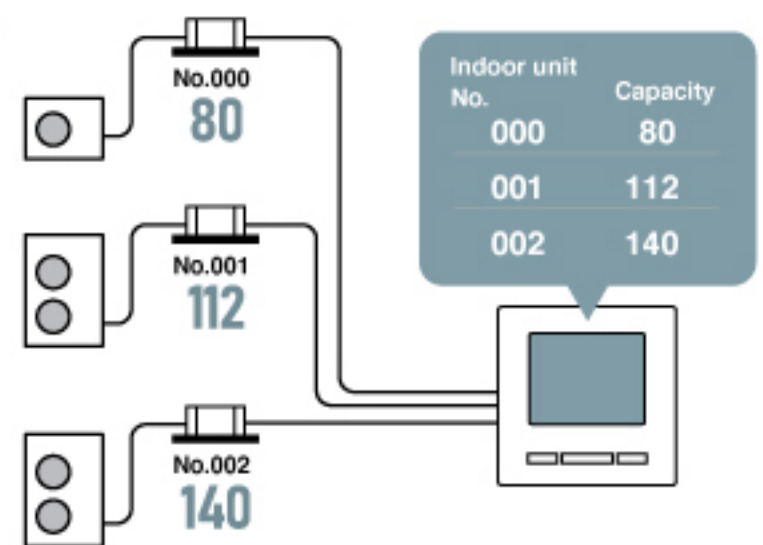 No.000
80
No.001
112
No.002
140
Indoor unit
No. Capacity
000 80
001 112
002 140